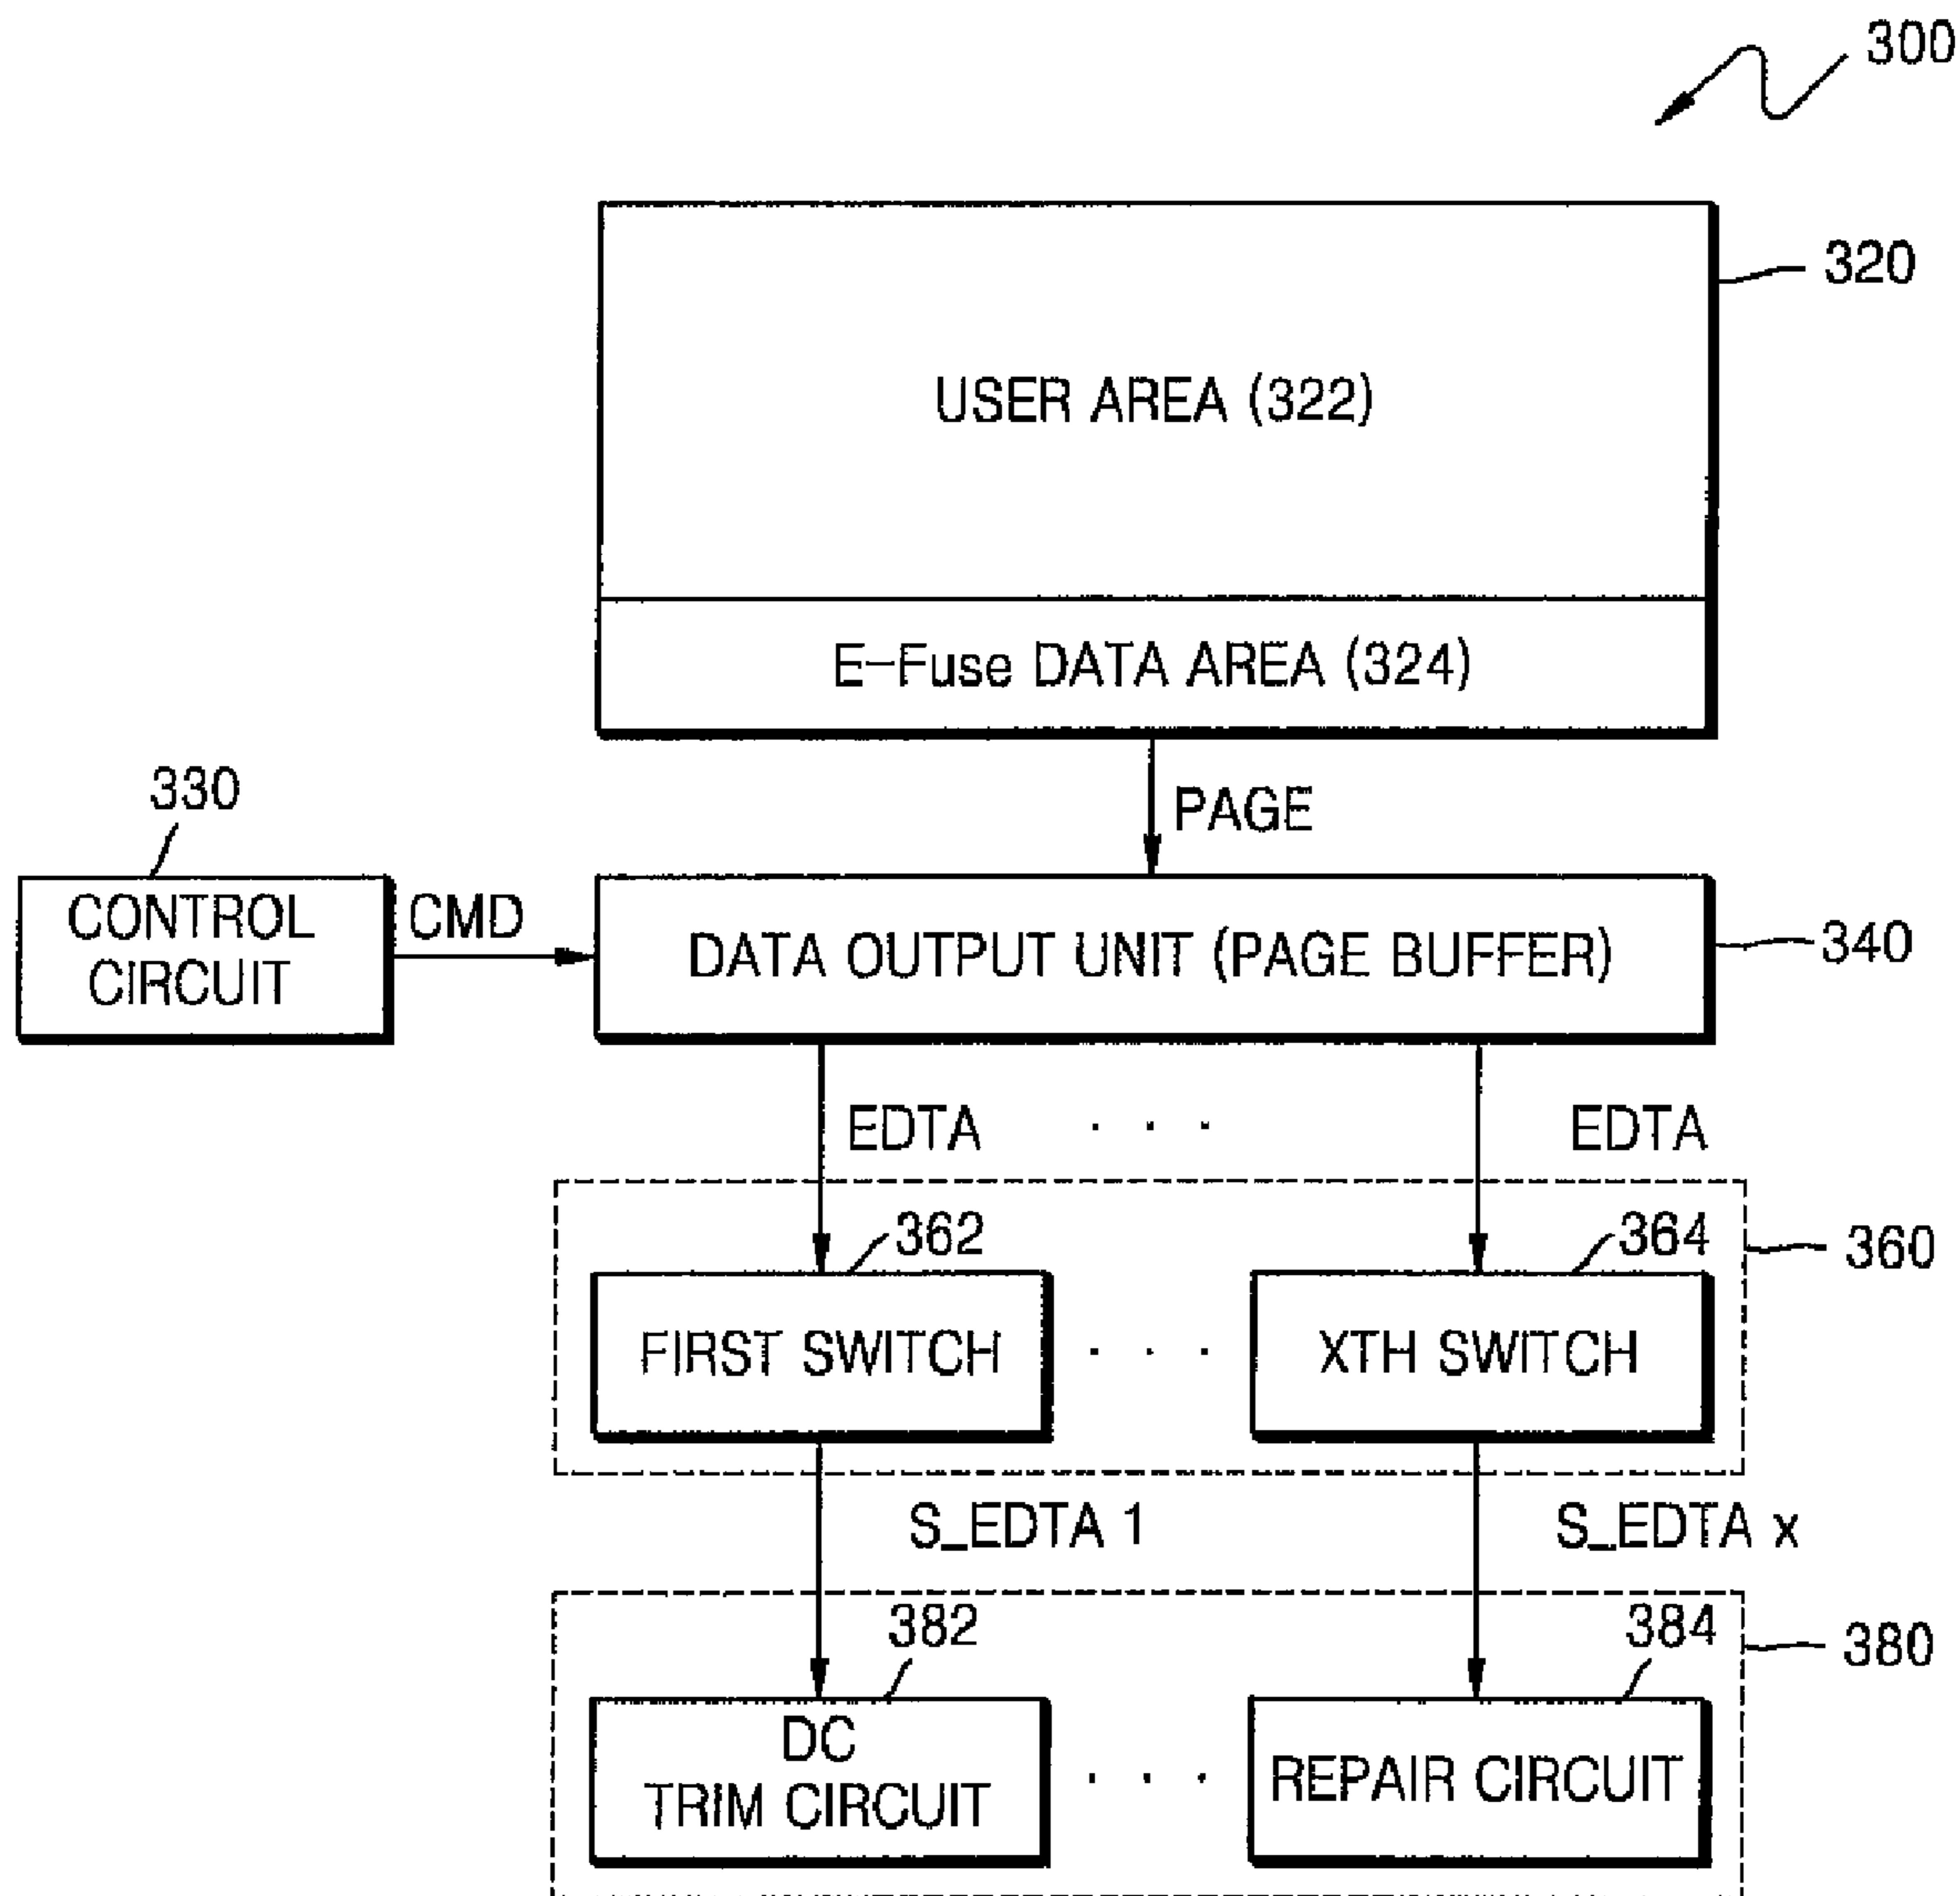 300
320
USER AREA (322)
E-Fuse DATA AREA (324)
PAGE
330
CONTROL
CIRCUIT
CMD
DATA OUTPUT UNIT (PAGE BUFFER)
340
EDTA . . . EDTA
362
364
360
FIRST SWITCH . . . XTH SWITCH
S_EDTA 1
S_EDTA x
382
384
380
DC
TRIM CIRCUIT . . . REPAIR CIRCUIT